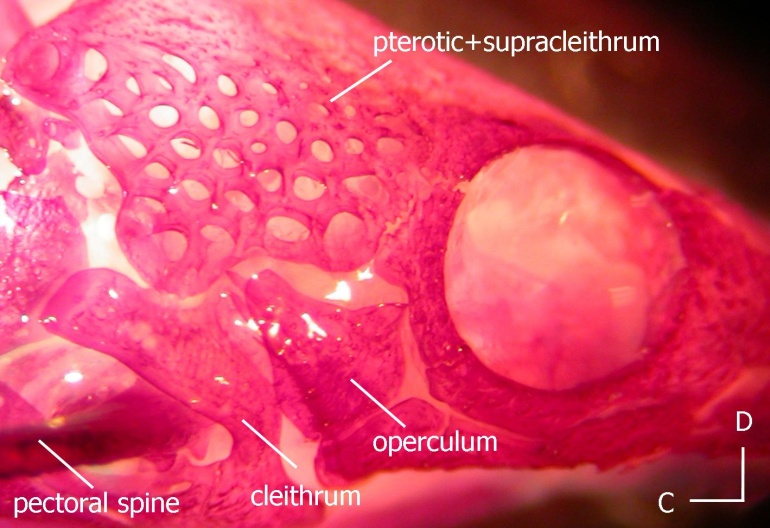 pterotic+supracleithrum
operculum
cleithrum
pectoral spine
D
C